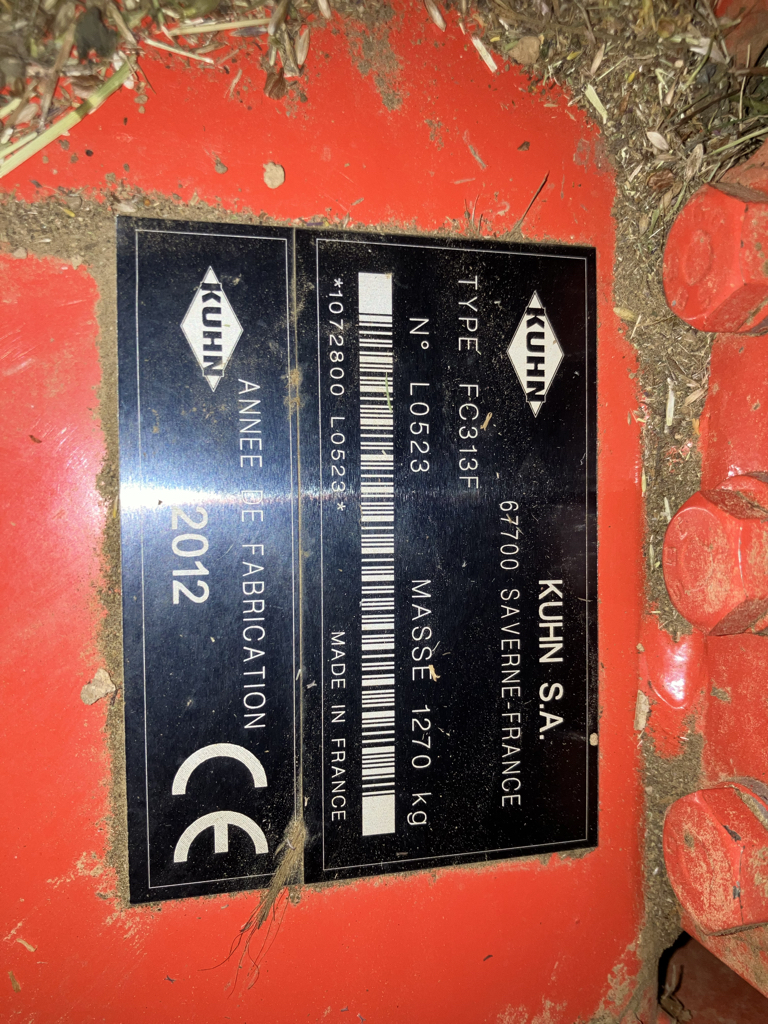 KUHN
KUHN S.A.
67700 SAVERNE-FRANCE
TYPE FC313F
N° L0523 MASSE 1270 kg
*1072800 L0523* MADE IN FRANCE
KUHN
ANNEE DE FABRICATION
2012
CE